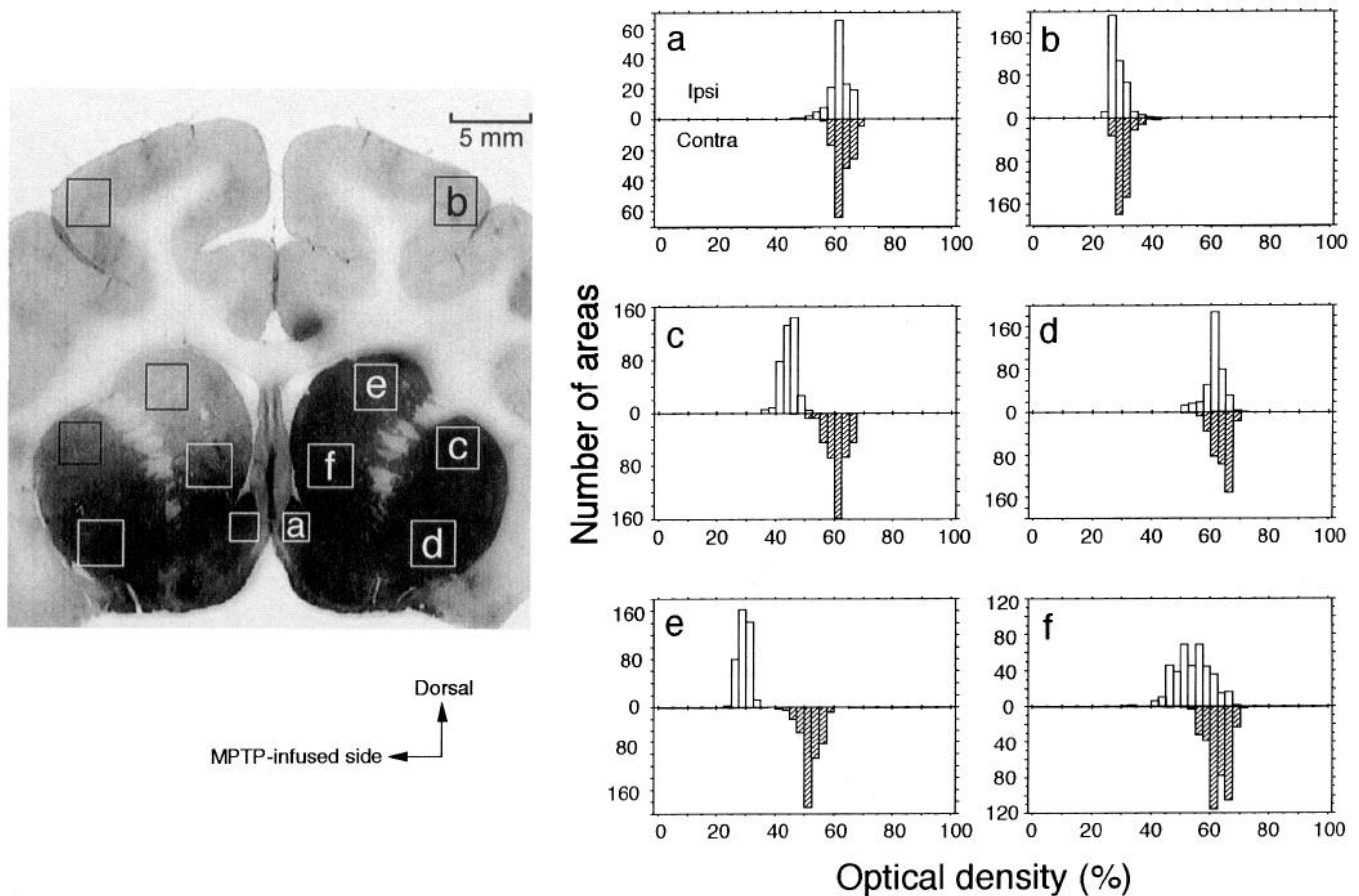 5 mm
b
e
c
f
a
d
Dorsal
MPTP-infused side
Number of areas
Optical density (%)
a
Ipsi
Contra
60
40
20
0
20
40
60
0 20 40 60 80 100
b
160
80
0
80
160
0 20 40 60 80 100
c
160
80
0
80
160
0 20 40 60 80 100
d
160
80
0
80
160
0 20 40 60 80 100
e
160
80
0
80
160
0 20 40 60 80 100
f
120
80
40
0
40
80
120
0 20 40 60 80 100